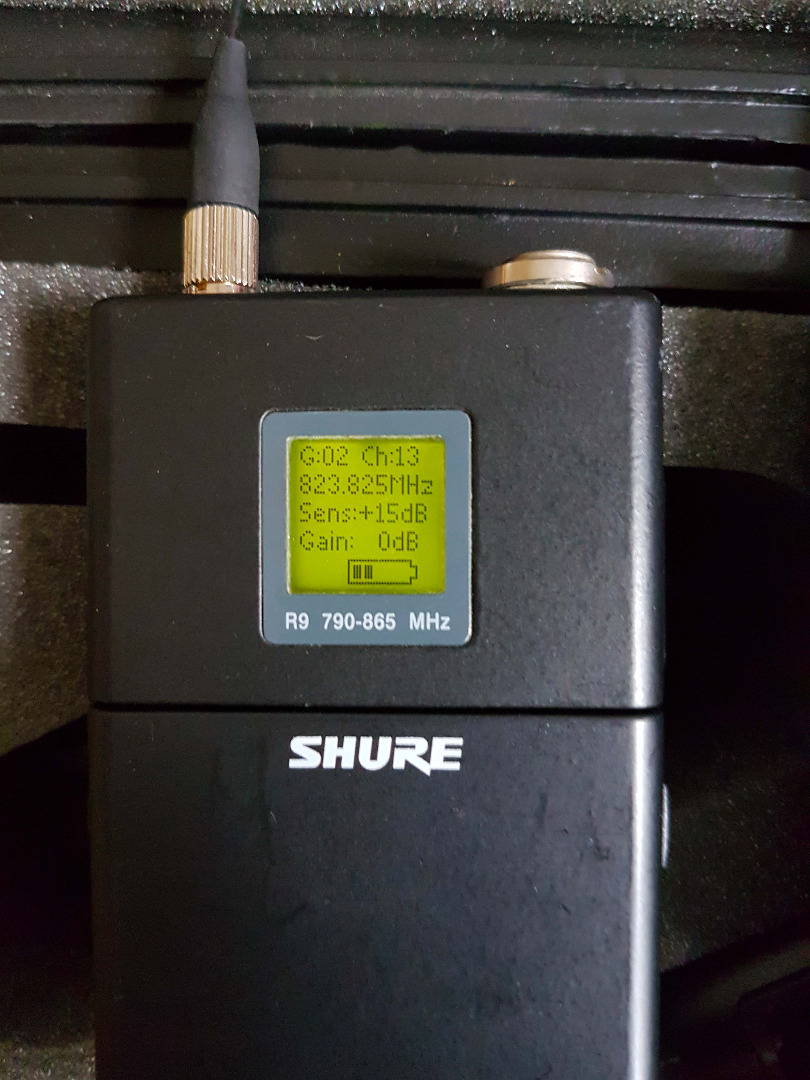 G:02 Ch:13
823.825MHz
Sens:+15dB
Gain: 0dB
R9 790-865 MHz
SHURE